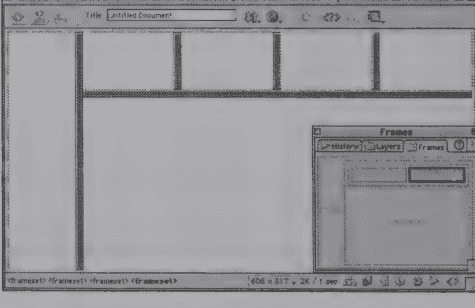 Title Untitled Document
Frames
History Layers Frames
<frameset> <frameset> <frameset> <frameset> 606 x 317 . 2K / 1 sec